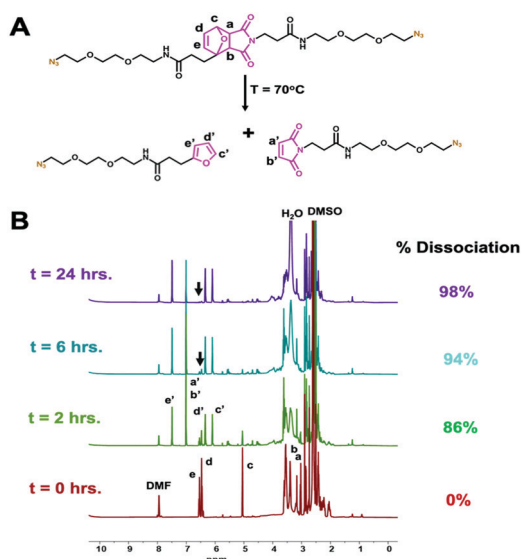 A
c
d
a
O
O
O
N
H
N
O
O
N3
N3
O
O
N
H
O
e
b
O
O
T = 70°C
+
N3
O
O
H
N
O
e'
d'
c'
O
a'
b'
O
O
N
O
N
H
O
O
N3
B
H2O
DMSO
% Dissociation
t = 24 hrs.
98%
t = 6 hrs.
94%
a'
b'
t = 2 hrs.
e'
d'
c'
86%
t = 0 hrs.
DMF
e
d
c
b
a
0%
10
9
8
7
6
5
4
3
2
1
0